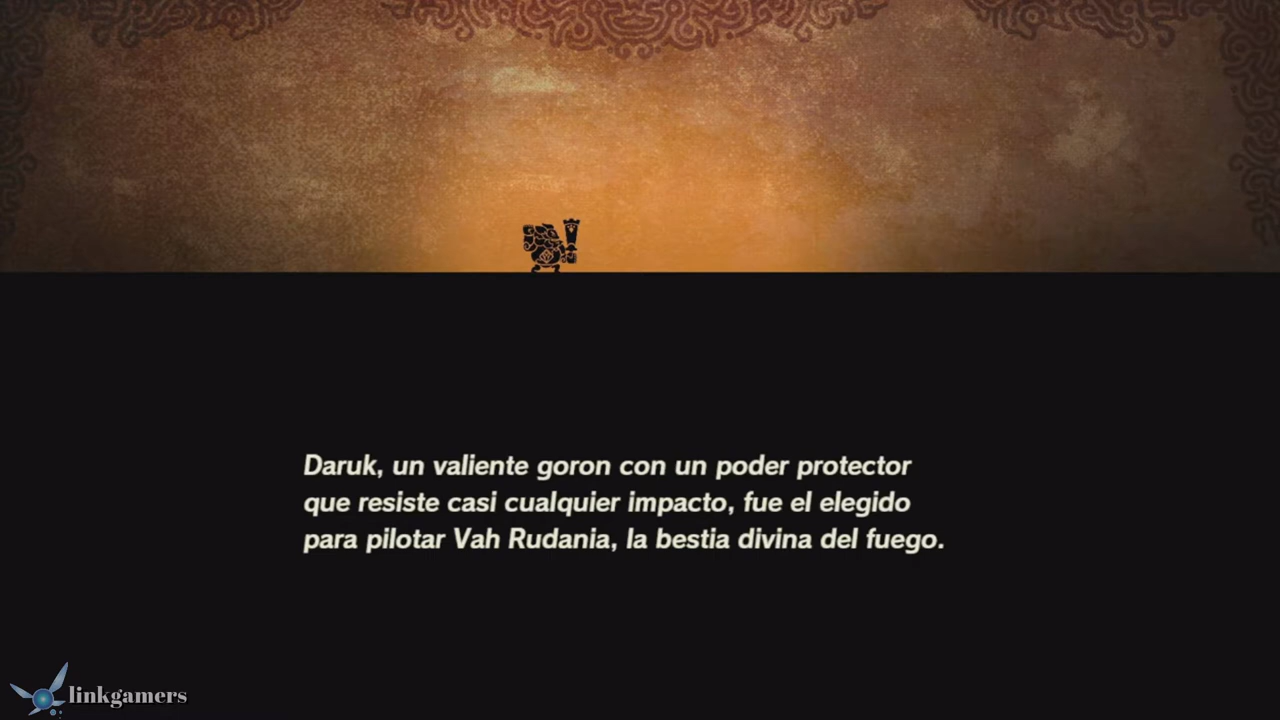 Daruk, un valiente goron con un poder protector
que resiste casi cualquier impacto, fue el elegido
para pilotar Vah Rudania, la bestia divina del fuego.
linkgamers